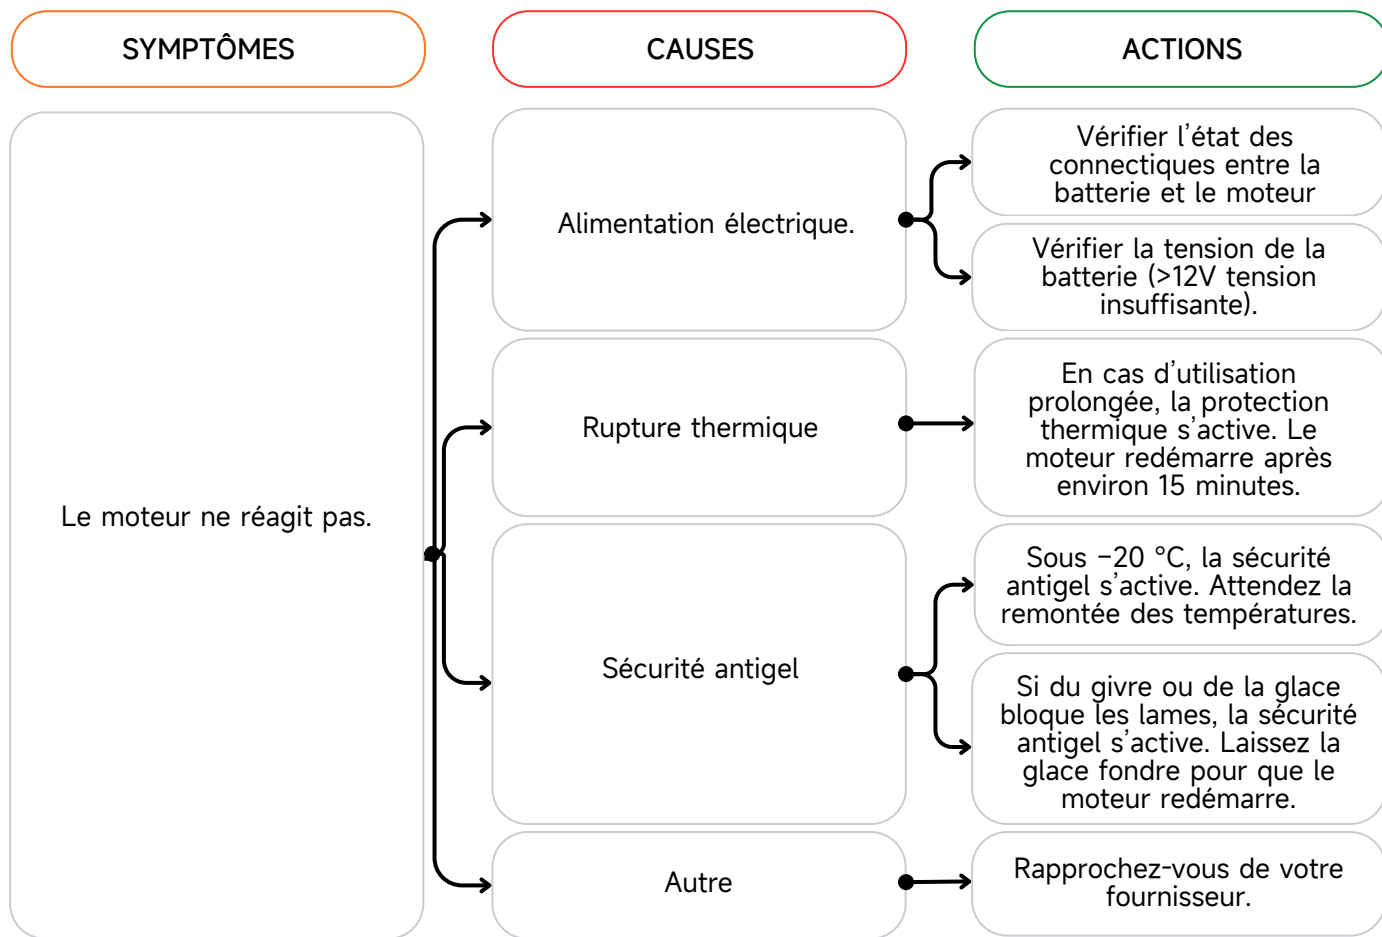 SYMPTÔMES
CAUSES
ACTIONS
Le moteur ne réagit pas.
Alimentation électrique.
Vérifier l’état des
connectiques entre la
batterie et le moteur
Vérifier la tension de la
batterie (>12V tension
insuffisante).
Rupture thermique
En cas d’utilisation
prolongée, la protection
thermique s’active. Le
moteur redémarre après
environ 15 minutes.
Sécurité antigel
Sous −20 °C, la sécurité
antigel s’active. Attendez la
remontée des températures.
Si du givre ou de la glace
bloque les lames, la sécurité
antigel s’active. Laissez la
glace fondre pour que le
moteur redémarre.
Autre
Rapprochez-vous de votre
fournisseur.